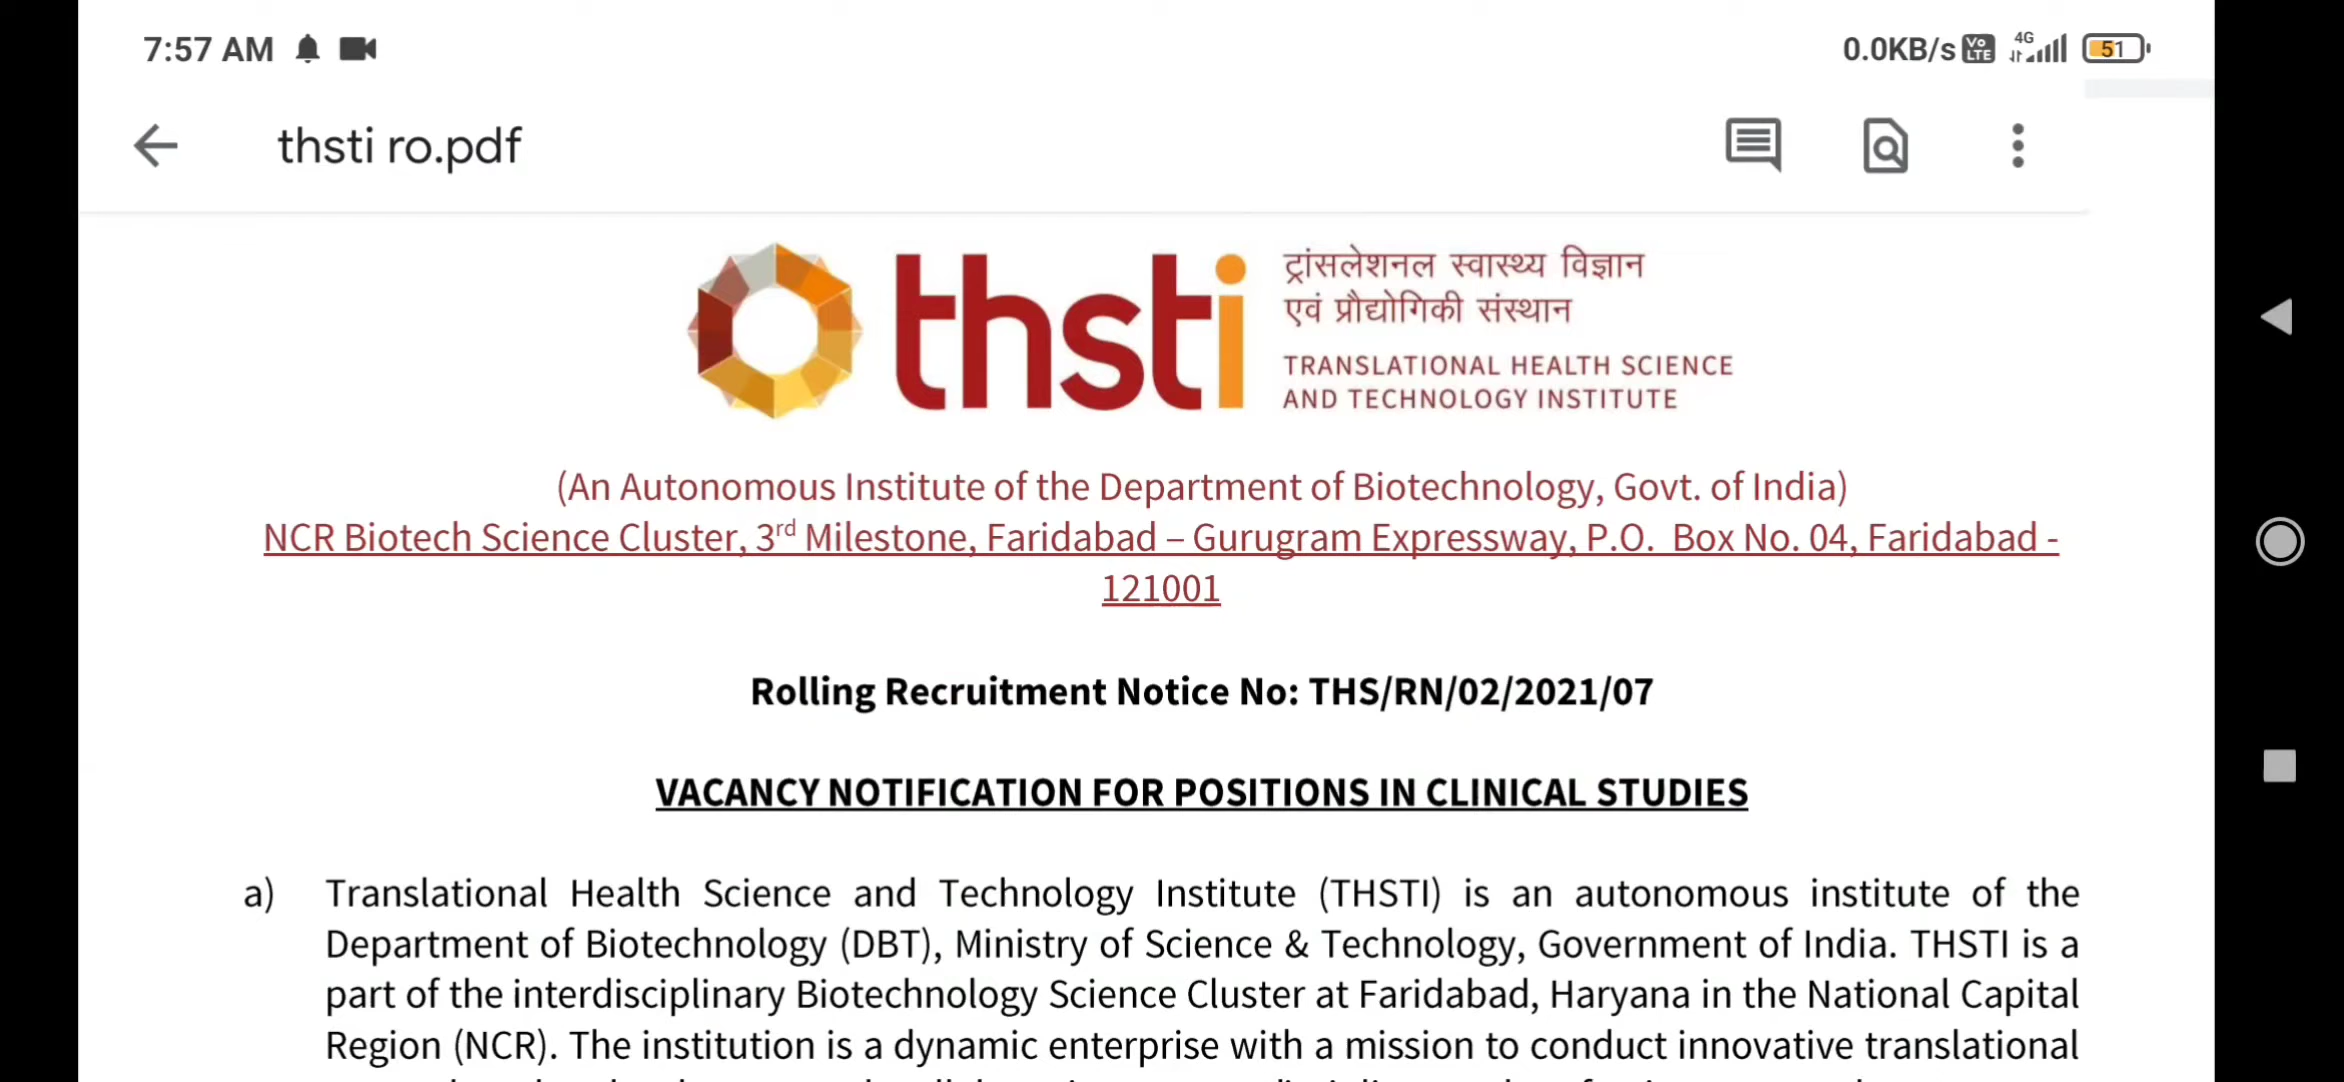 7:57 AM
0.0KB/s Vo LTE 4G 51
thsti ro.pdf
thsti
ट्रांसलेशनल स्वास्थ्य विज्ञान
एवं प्रौद्योगिकी संस्थान
TRANSLATIONAL HEALTH SCIENCE
AND TECHNOLOGY INSTITUTE
(An Autonomous Institute of the Department of Biotechnology, Govt. of India)
NCR Biotech Science Cluster, 3rd Milestone, Faridabad – Gurugram Expressway, P.O. Box No. 04, Faridabad -
121001
Rolling Recruitment Notice No: THS/RN/02/2021/07
VACANCY NOTIFICATION FOR POSITIONS IN CLINICAL STUDIES
a) Translational Health Science and Technology Institute (THSTI) is an autonomous institute of the
Department of Biotechnology (DBT), Ministry of Science & Technology, Government of India. THSTI is a
part of the interdisciplinary Biotechnology Science Cluster at Faridabad, Haryana in the National Capital
Region (NCR). The institution is a dynamic enterprise with a mission to conduct innovative translational